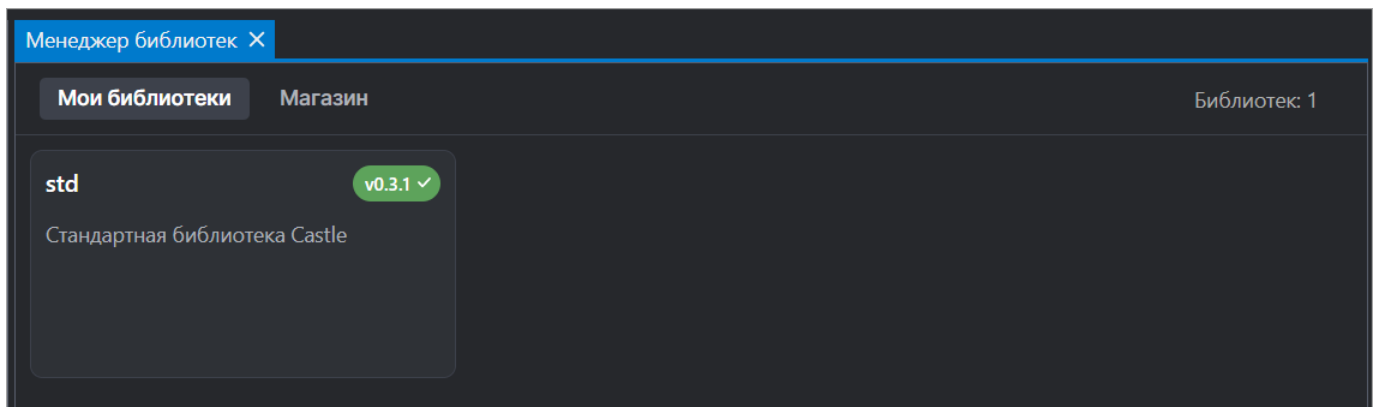 Менеджер библиотек
Мои библиотеки Магазин Библиотек: 1
std v0.3.1
Стандартная библиотека Castle